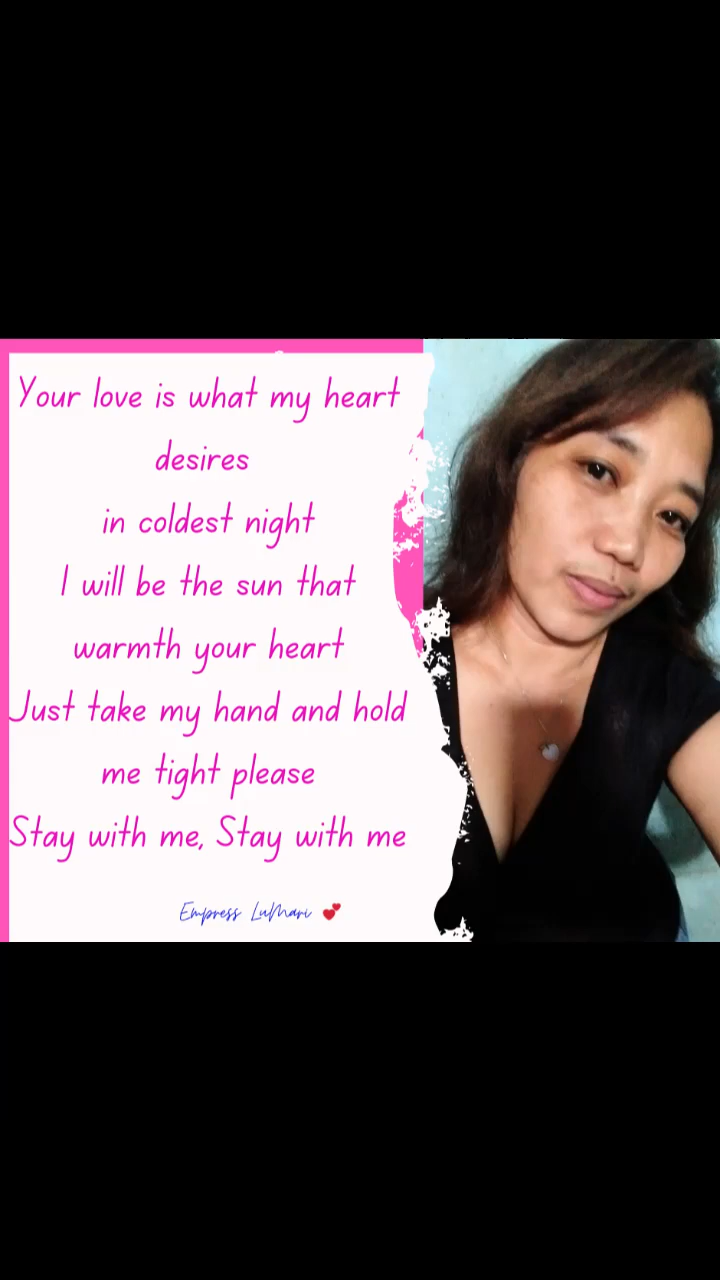 Your love is what my heart
desires
in coldest night
I will be the sun that
warmth your heart
Just take my hand and hold
me tight please
Stay with me, Stay with me
Empress LuMari 💕